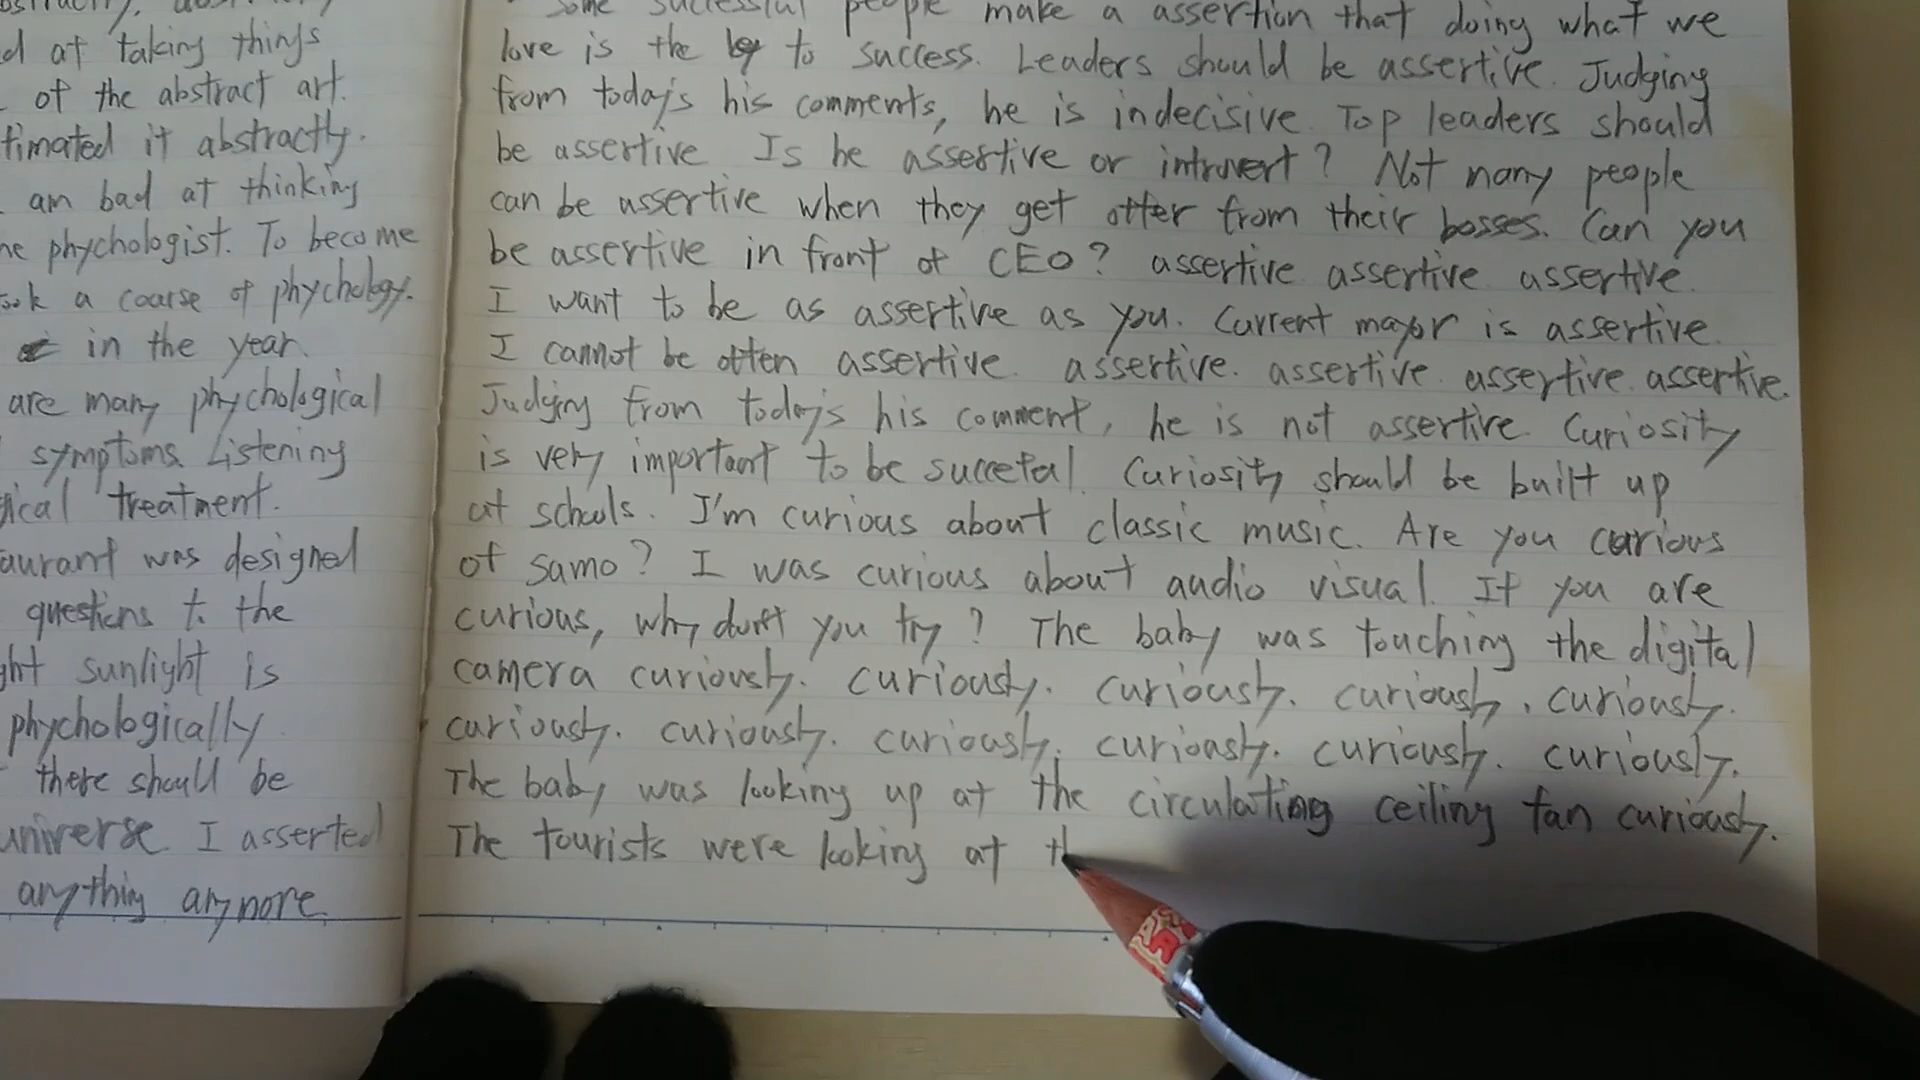 d at taking things
of the abstract art.
timated it abstractly.
am bad at thinking
ne phychologist. To become
ook a coarse of phychology.
in the year.
are many phychological
symptoms. Listening
gical treatment.
aurant was designed
questions to the
ght sunlight is
phychologically
there should be
universe. I asserted
anything anymore.
some successful people make a assertion that doing what we
love is the key to success. Leaders should be assertive. Judging
from today's his comments, he is indecisive. Top leaders should
be assertive. Is he assertive or introvert? Not many people
can be assertive when they get offer from their bosses. Can you
be assertive in front of CEO? assertive assertive assertive.
I want to be as assertive as you. Current mayor is assertive.
I cannot be often assertive. assertive. assertive. assertive. assertive.
Judging from today's his comment, he is not assertive. Curiosity
is very important to be succeful. Curiosity should be built up
at schools. I'm curious about classic music. Are you curious
of sumo? I was curious about audio visual. If you are
curious, why don't you try? The baby was touching the digital
camera curiously. curiously. curiously. curiously. curiously.
curiously. curiously. curiously. curiously. curiously. curiously.
The baby was looking up at the circulating ceiling fan curiously.
The tourists were looking at th